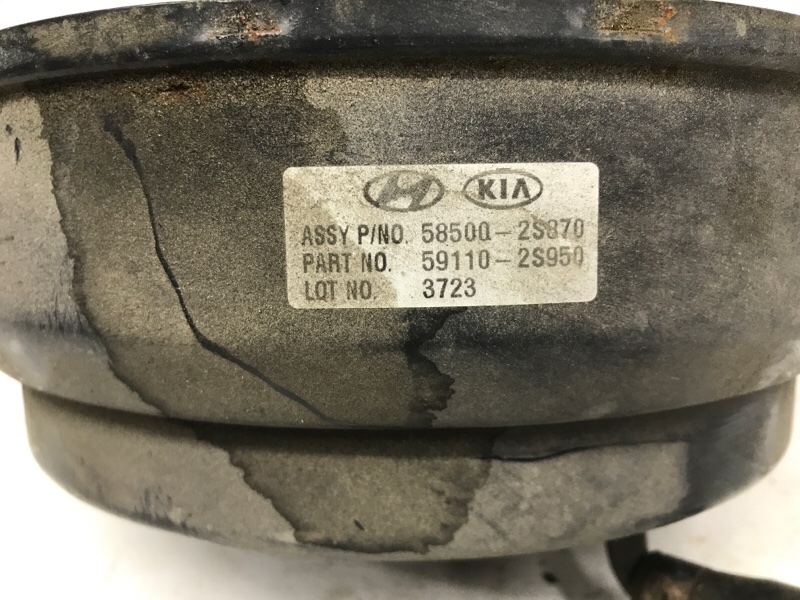 KIA
ASSY P/NO. 58500-2S870
PART NO. 59110-2S950
LOT NO. 3723